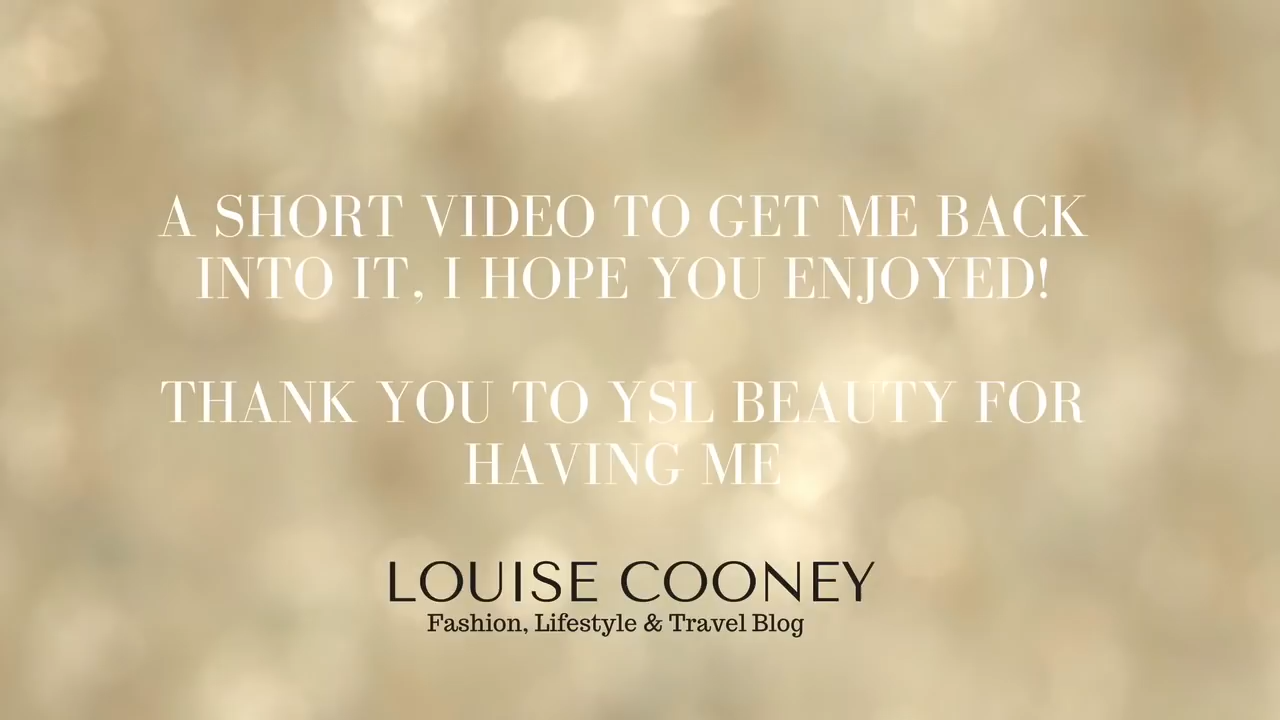 A SHORT VIDEO TO GET ME BACK
INTO IT, I HOPE YOU ENJOYED!
THANK YOU TO YSL BEAUTY FOR
HAVING ME
LOUISE COONEY
Fashion, Lifestyle & Travel Blog